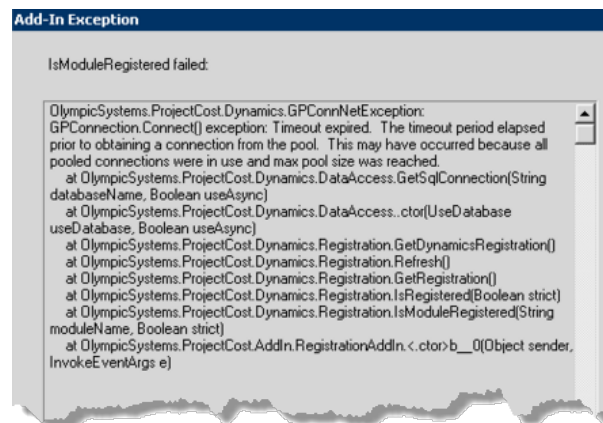 Add-In Exception
IsModuleRegistered failed:
OlympicSystems.ProjectCost.Dynamics.GPConnNetException:
GPConnection.Connect() exception: Timeout expired.  The timeout period elapsed
prior to obtaining a connection from the pool.  This may have occurred because all
pooled connections were in use and max pool size was reached.
   at OlympicSystems.ProjectCost.Dynamics.DataAccess.GetSqlConnection(String
databaseName, Boolean useAsync)
   at OlympicSystems.ProjectCost.Dynamics.DataAccess..ctor(UseDatabase
useDatabase, Boolean useAsync)
   at OlympicSystems.ProjectCost.Dynamics.Registration.GetDynamicsRegistration()
   at OlympicSystems.ProjectCost.Dynamics.Registration.Refresh()
   at OlympicSystems.ProjectCost.Dynamics.Registration.GetRegistration()
   at OlympicSystems.ProjectCost.Dynamics.Registration.IsRegistered(Boolean strict)
   at OlympicSystems.ProjectCost.Dynamics.Registration.IsModuleRegistered(String
moduleName, Boolean strict)
   at OlympicSystems.ProjectCost.AddIn.RegistrationAddIn.<.ctor>b__0(Object sender,
InvokeEventArgs e)